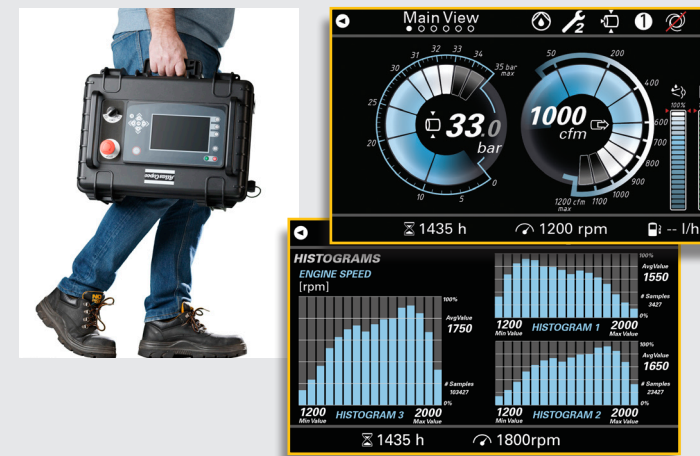 Atlas Copco
Main View
2
1
30 31 32 33 34 35 bar
max
25
20
10
5
0
33.0
bar
50 200
400
600
700
800
900
1000
1100
1200 cfm
max
1000
cfm
100%
1435 h 1200 rpm -- l/h
HISTOGRAMS
ENGINE SPEED
[rpm]
100%
AvgValue
1750
# Samples
103427
0%
1200 HISTOGRAM 3 2000
Min Value Max Value
100%
AvgValue
1550
# Samples
3427
0%
1200 HISTOGRAM 1 2000
Min Value Max Value
100%
AvgValue
1650
# Samples
23427
0%
1200 HISTOGRAM 2 2000
Min Value Max Value
1435 h 1800rpm